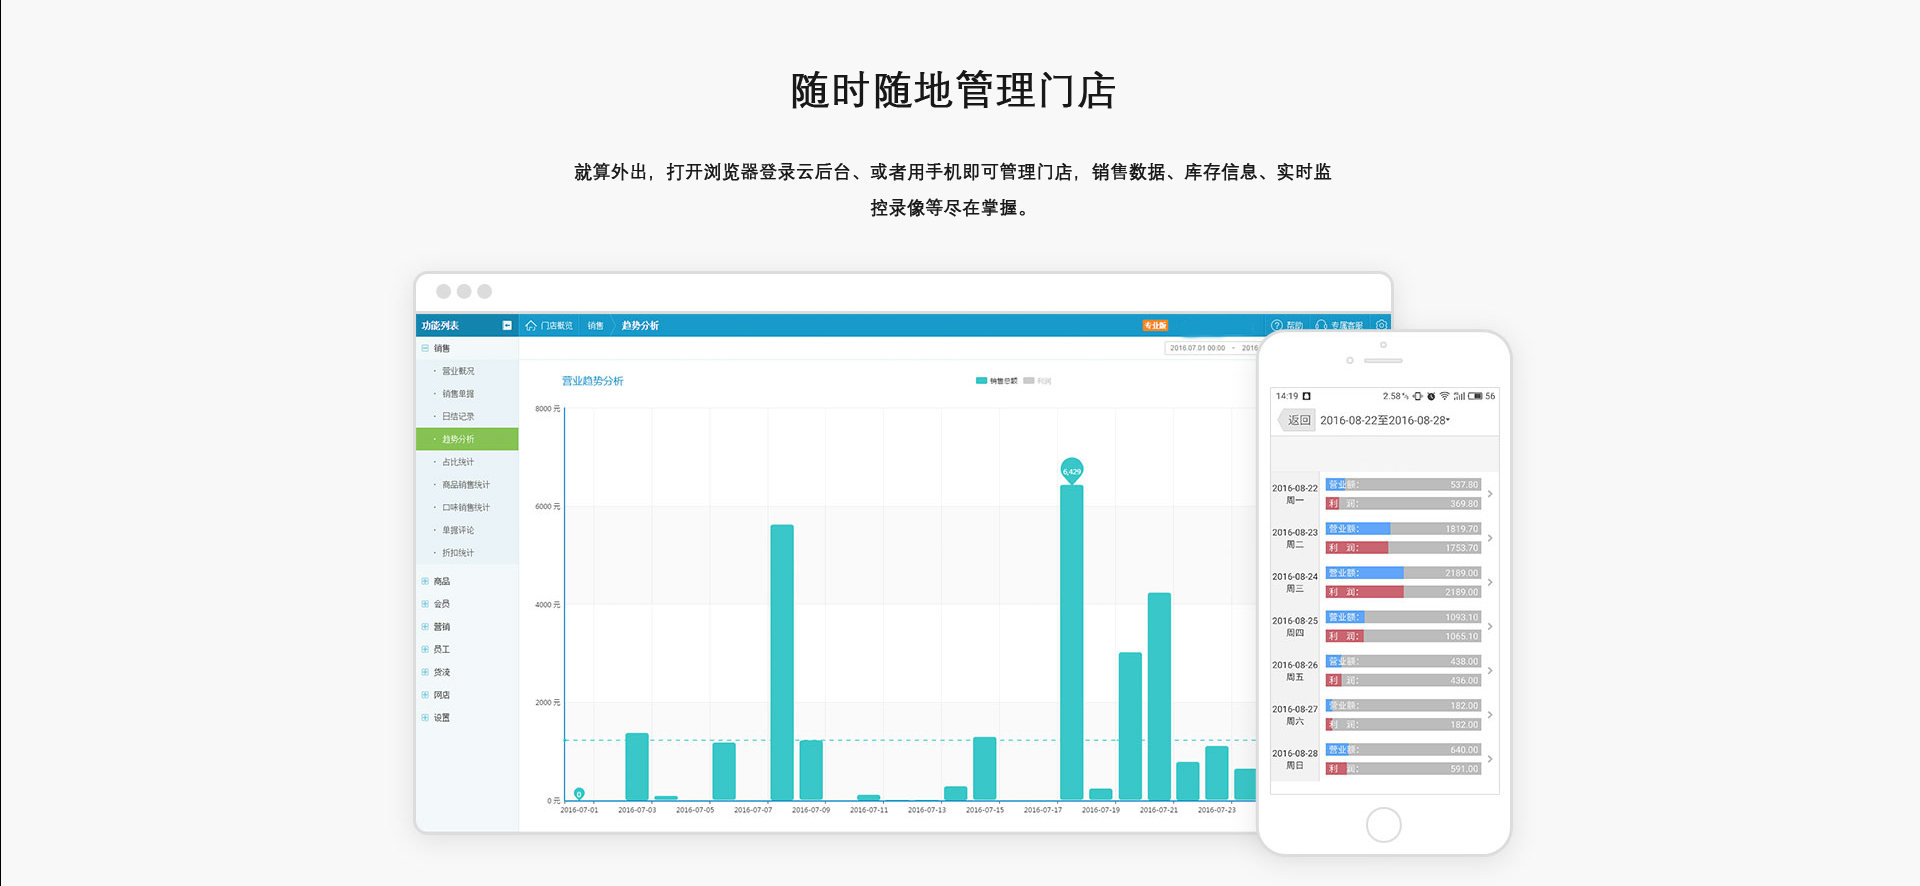 随时随地管理门店
就算外出，打开浏览器登录云后台、或者用手机即可管理门店，销售数据、库存信息、实时监
控录像等尽在掌握。
功能列表
门店概览
销售
趋势分析
专业版
帮助
专属客服
销售
营业概况
销售单据
日结记录
趋势分析
占比统计
商品销售统计
口味销售统计
单据评论
折扣统计
商品
会员
营销
员工
货流
网店
设置
2016.07.01 00:00 - 2016
营业趋势分析
销售总额
利润
8000 元
6000 元
4000 元
2000 元
0 元
0
6,429
2016-07-01
2016-07-03
2016-07-05
2016-07-07
2016-07-09
2016-07-11
2016-07-13
2016-07-15
2016-07-17
2016-07-19
2016-07-21
2016-07-23
14:19
2.58%
56
返回
2016-08-22至2016-08-28
2016-08-22
周一
营业额： 537.80
利 润： 369.80
2016-08-23
周二
营业额： 1819.70
利 润： 1753.70
2016-08-24
周三
营业额： 2189.00
利 润： 2189.00
2016-08-25
周四
营业额： 1093.10
利 润： 1065.10
2016-08-26
周五
营业额： 438.00
利 润： 436.00
2016-08-27
周六
营业额： 182.00
利 润： 182.00
2016-08-28
周日
营业额： 640.00
利 润： 591.00